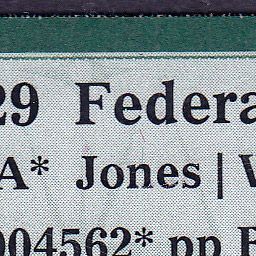 29 Federa
A* Jones | W
004562* pp F